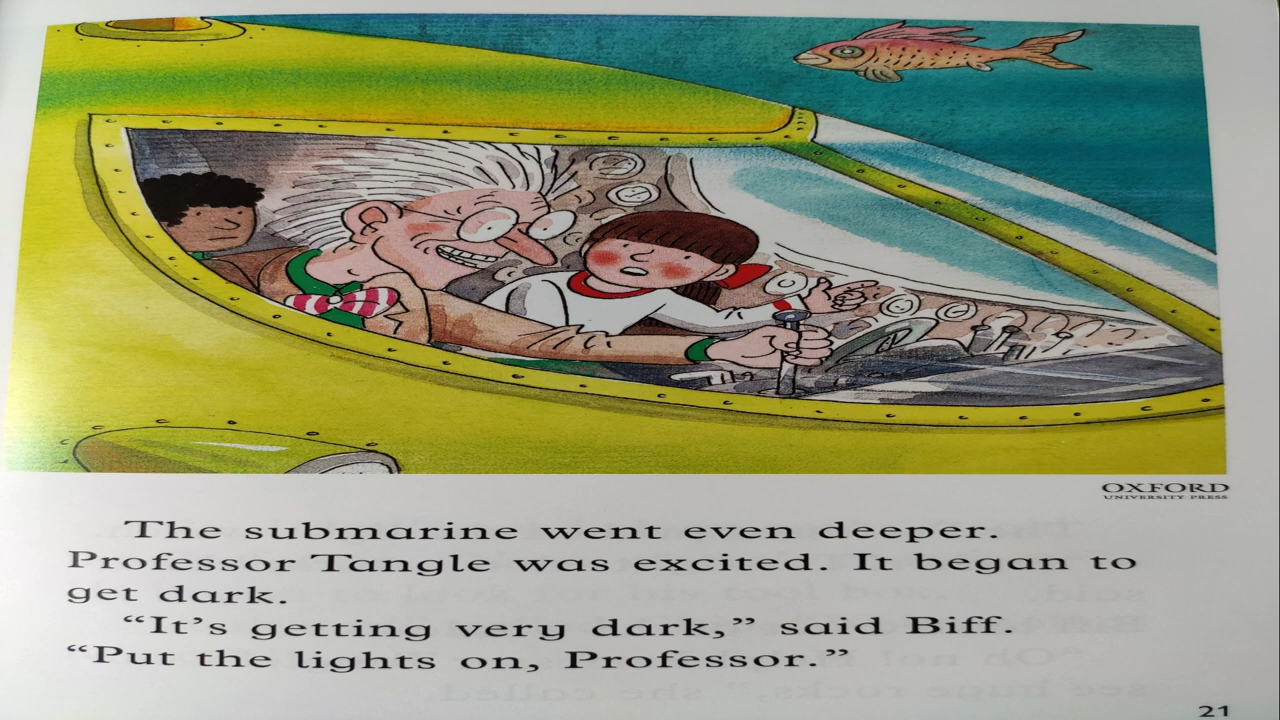 OXFORD
UNIVERSITY PRESS
The submarine went even deeper.
Professor Tangle was excited. It began to
get dark.
“It’s getting very dark,” said Biff.
“Put the lights on, Professor.”
21